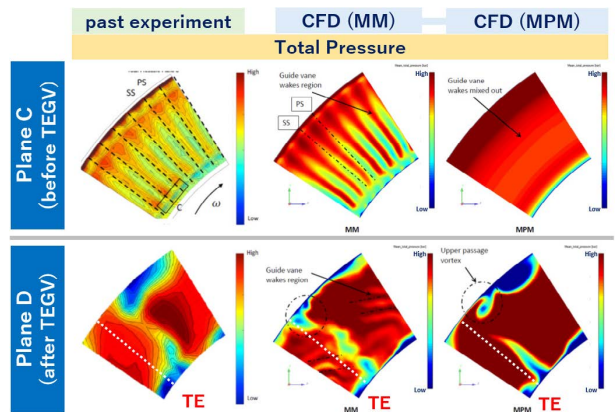 past experiment
CFD (MM)
CFD (MPM)
Total Pressure
Plane C
(before TEGV)
PS
SS
C
ω
High
Low
Guide vane
wakes region
PS
SS
High
Low
MM
Guide vane
wakes mixed out
High
Low
MPM
Plane D
(after TEGV)
High
Low
TE
Guide vane
wakes region
High
Low
MM
TE
Upper passage
vortex
High
Low
MPM
TE